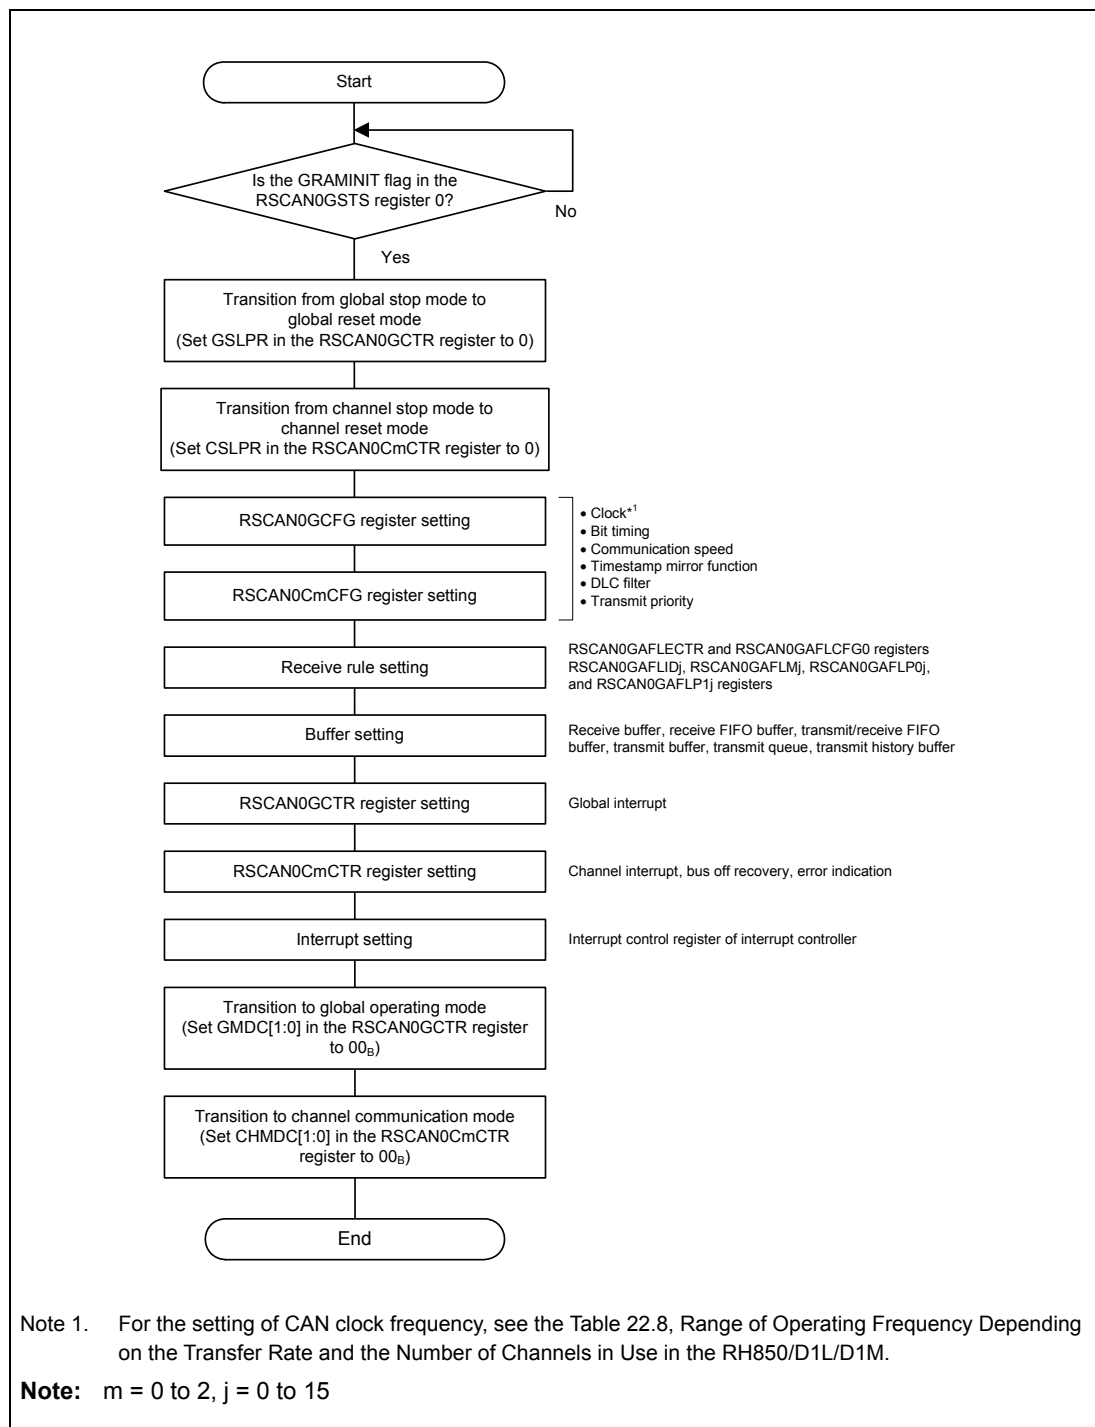 Start
Is the GRAMINIT flag in the
RSCAN0GSTS register 0?
No
Yes
Transition from global stop mode to
global reset mode
(Set GSLPR in the RSCAN0GCTR register to 0)
Transition from channel stop mode to
channel reset mode
(Set CSLPR in the RSCAN0CmCTR register to 0)
RSCAN0GCFG register setting
RSCAN0CmCFG register setting
• Clock*1
• Bit timing
• Communication speed
• Timestamp mirror function
• DLC filter
• Transmit priority
Receive rule setting
RSCAN0GAFLECTR and RSCAN0GAFLCFG0 registers
RSCAN0GAFLIDj, RSCAN0GAFLMj, RSCAN0GAFLP0j,
and RSCAN0GAFLP1j registers
Buffer setting
Receive buffer, receive FIFO buffer, transmit/receive FIFO
buffer, transmit buffer, transmit queue, transmit history buffer
RSCAN0GCTR register setting
Global interrupt
RSCAN0CmCTR register setting
Channel interrupt, bus off recovery, error indication
Interrupt setting
Interrupt control register of interrupt controller
Transition to global operating mode
(Set GMDC[1:0] in the RSCAN0GCTR register
to 00B)
Transition to channel communication mode
(Set CHMDC[1:0] in the RSCAN0CmCTR
register to 00B)
End
Note 1. For the setting of CAN clock frequency, see the Table 22.8, Range of Operating Frequency Depending
on the Transfer Rate and the Number of Channels in Use in the RH850/D1L/D1M.
Note: m = 0 to 2, j = 0 to 15